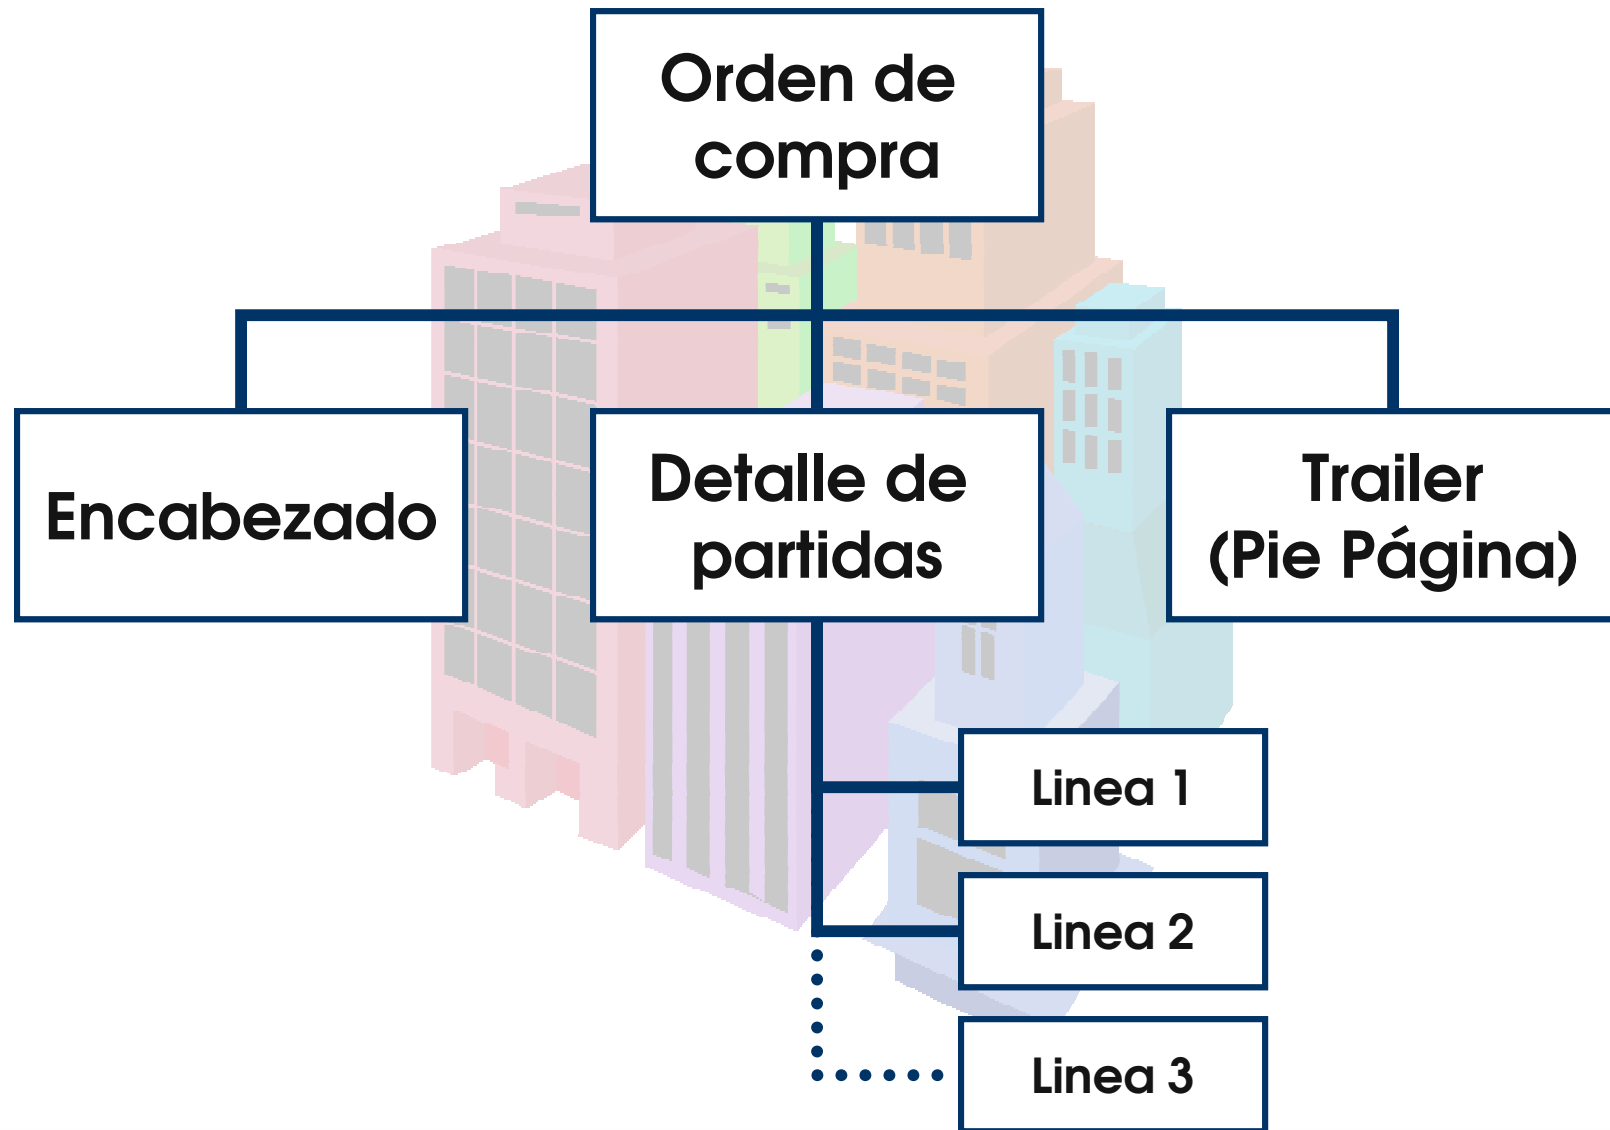 Orden de
compra
Encabezado
Detalle de
partidas
Trailer
(Pie Página)
Linea 1
Linea 2
Linea 3